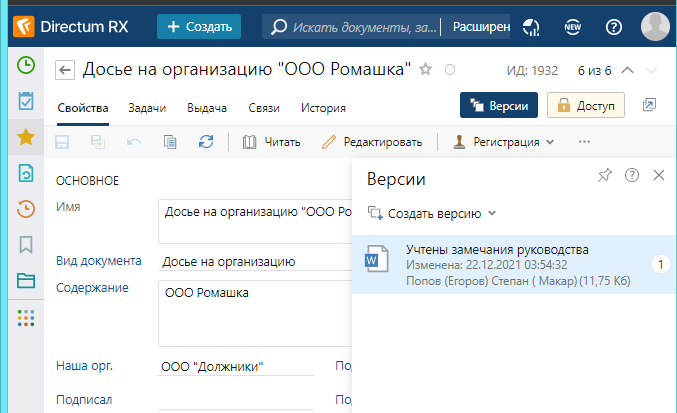 Directum RX
Создать
Искать документы, за...
Расширен
NEW
Досье на организацию "ООО Ромашка"
ИД: 1932
6 из 6
Свойства
Задачи
Выдача
Связи
История
Версии
Доступ
Читать
Редактировать
Регистрация
ОСНОВНОЕ
Имя
Досье на организацию "ООО Ро
Вид документа
Досье на организацию
Содержание
ООО Ромашка
Наша орг.
ООО "Должники"
По
Подписал
По
Версии
Создать версию
W
Учтены замечания руководства
Изменена: 22.12.2021 03:54:32
1
Попов (Егоров) Степан ( Макар) (11,75 Кб)